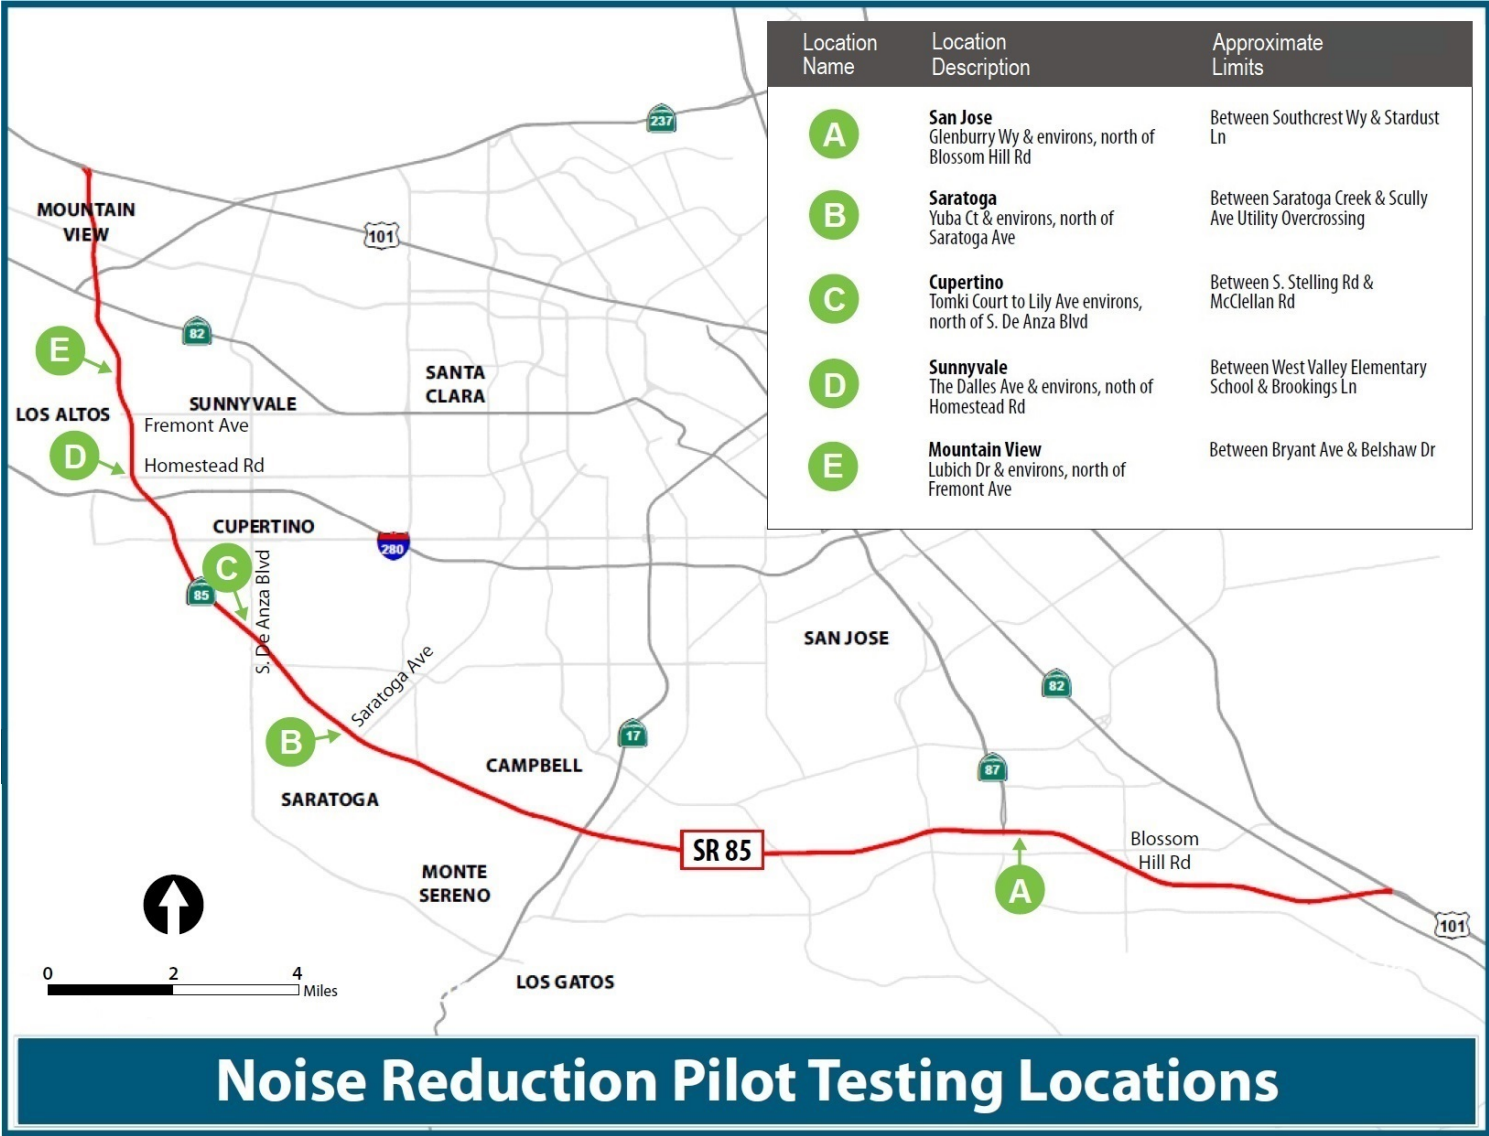 Location Name
Location Description
Approximate Limits
A
San Jose
Glenburry Wy & environs, north of
Blossom Hill Rd
Between Southcrest Wy & Stardust
Ln
B
Saratoga
Yuba Ct & environs, north of
Saratoga Ave
Between Saratoga Creek & Scully
Ave Utility Overcrossing
C
Cupertino
Tomki Court to Lily Ave environs,
north of S. De Anza Blvd
Between S. Stelling Rd &
McClellan Rd
D
Sunnyvale
The Dalles Ave & environs, noth of
Homestead Rd
Between West Valley Elementary
School & Brookings Ln
E
Mountain View
Lubich Dr & environs, north of
Fremont Ave
Between Bryant Ave & Belshaw Dr
237
MOUNTAIN
VIEW
101
82
E
SANTA
CLARA
LOS ALTOS
SUNNYVALE
Fremont Ave
D
Homestead Rd
CUPERTINO
280
C
85
S. De Anza Blvd
SAN JOSE
Saratoga Ave
82
B
17
CAMPBELL
87
SARATOGA
SR 85
Blossom
Hill Rd
MONTE
SERENO
A
101
LOS GATOS
0 2 4
Miles
Noise Reduction Pilot Testing Locations